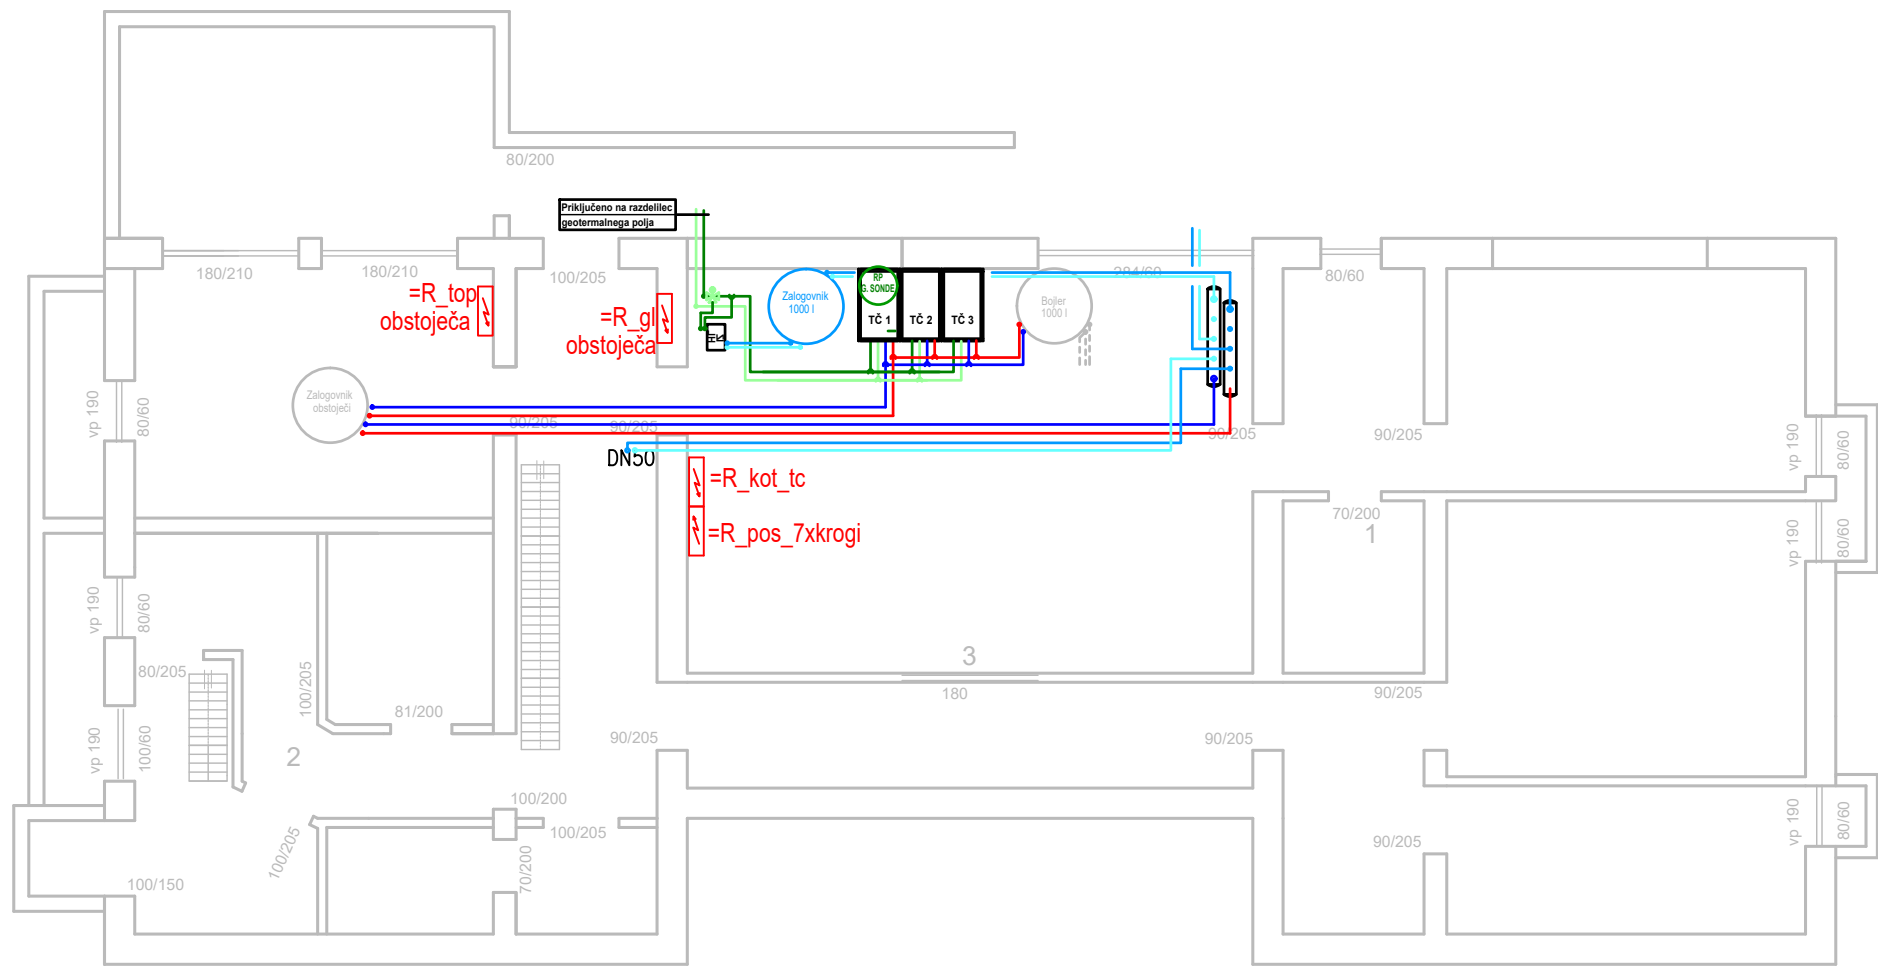 80/200
Priključeno na razdelilec
geotermalnega polja
180/210
180/210
100/205
284/60
80/60
=R_top
obstoječa
=R_gl
obstoječa
Zalogovnik
1000 l
RP
G. SONDE
TČ 1
TČ 2
TČ 3
Bojler
1000 l
Zalogovnik
obstoječi
vp 190
80/60
90/205
90/205
90/205
90/205
vp 190
80/60
DN50
=R_kot_tc
=R_pos_7xkrogi
70/200
1
vp 190
80/60
vp 190
80/60
80/205
100/205
81/200
3
180
90/205
vp 190
100/60
2
90/205
90/205
100/200
100/205
100/205
70/200
90/205
vp 190
80/60
100/150